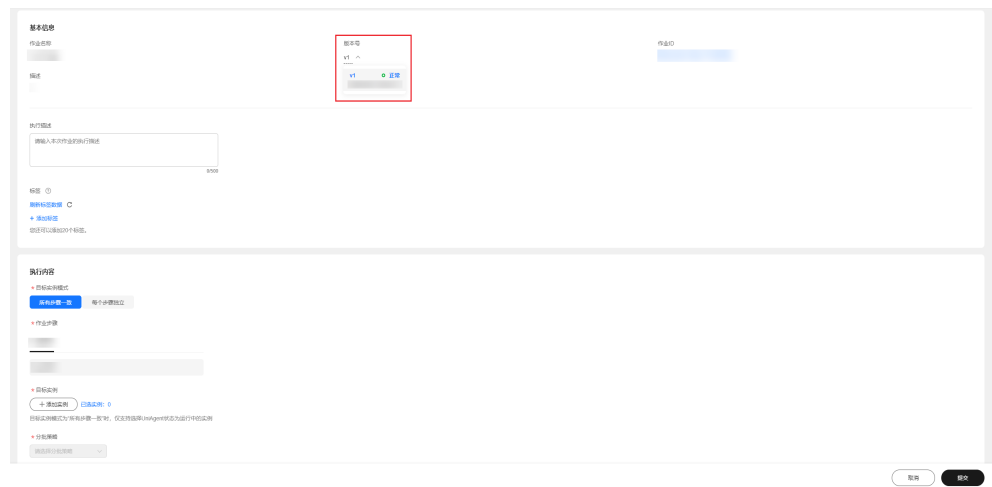 基本信息
作业名称
版本号
作业ID
v1
v1 正常
描述
执行描述
请输入本次作业的执行描述
0/500
标签
刷新标签数据
+ 添加标签
您还可以添加20个标签。
执行内容
* 目标实例模式
所有步骤一致 每个步骤独立
* 作业步骤
* 目标实例
+ 添加实例 已选实例：0
目标实例模式为“所有步骤一致”时，仅支持选择UniAgent状态为运行中的实例
* 分批策略
请选择分批策略
取消 提交